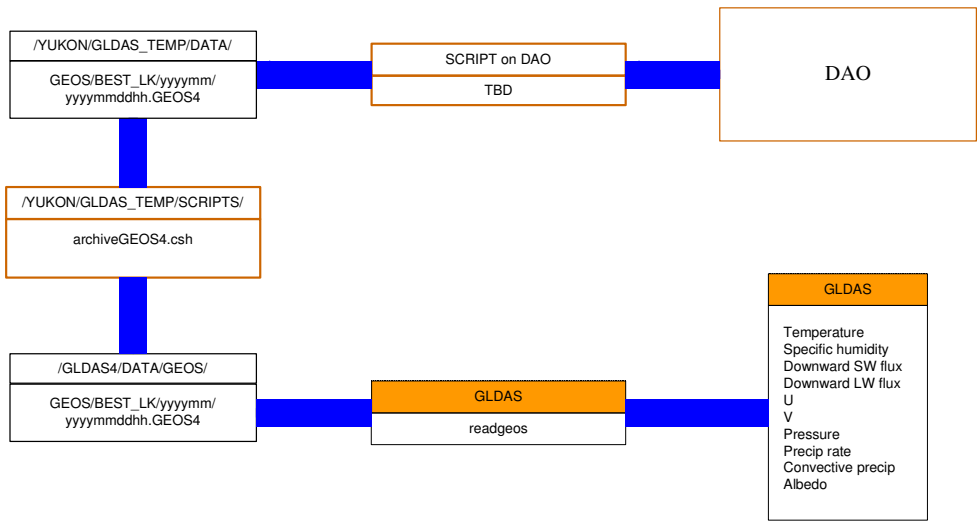 /YUKON/GLDAS_TEMP/DATA/
GEOS/BEST_LK/yyyymm/
yyyymmddhh.GEOS4
SCRIPT on DAO
TBD
DAO
/YUKON/GLDAS_TEMP/SCRIPTS/
archiveGEOS4.csh
/GLDAS4/DATA/GEOS/
GEOS/BEST_LK/yyyymm/
yyyymmddhh.GEOS4
GLDAS
readgeos
GLDAS
Temperature
Specific humidity
Downward SW flux
Downward LW flux
U
V
Pressure
Precip rate
Convective precip
Albedo